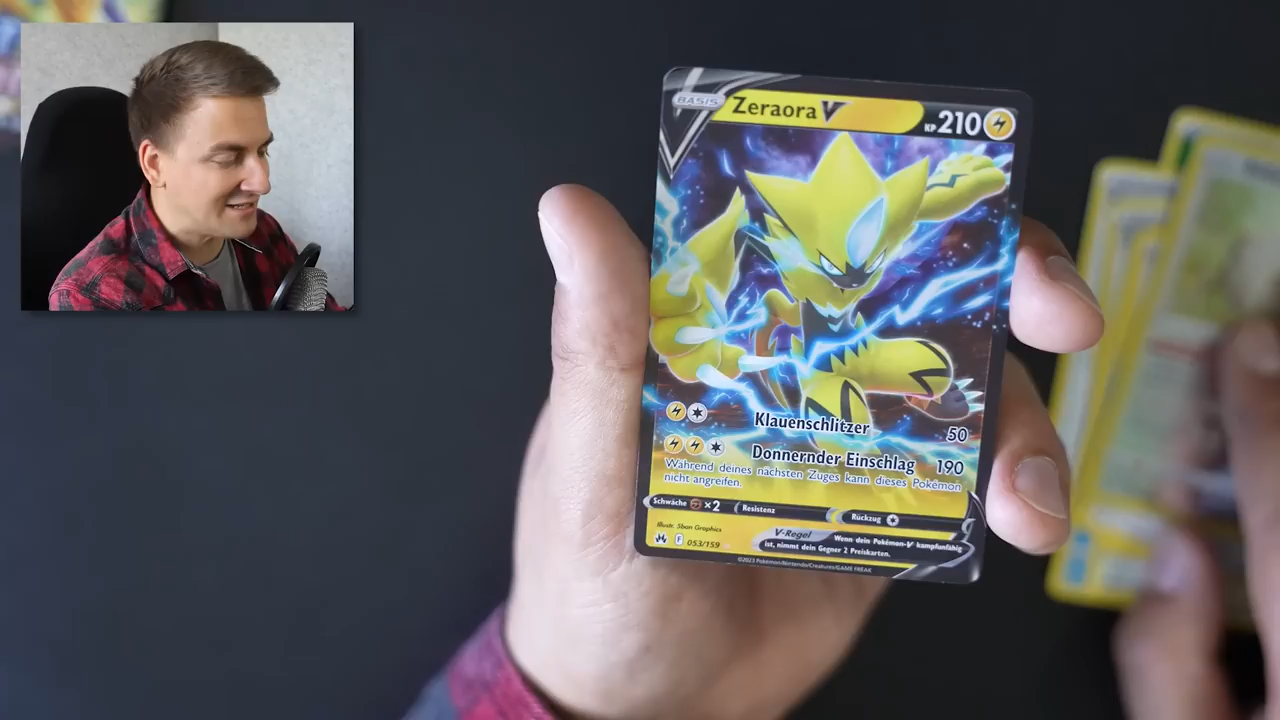 BASIS Zeraora V KP 210
Klauenschlitzer 50
Donnernder Einschlag 190
Während deines nächsten Zuges kann dieses Pokémon
nicht angreifen.
Schwäche ×2 Resistenz Rückzug
Illustr. 5ban Graphics
V-Regel Wenn dein Pokémon-V kampfunfähig
ist, nimmt dein Gegner 2 Preiskarten.
F 053/159
©2023 Pokémon/Nintendo/Creatures/GAME FREAK